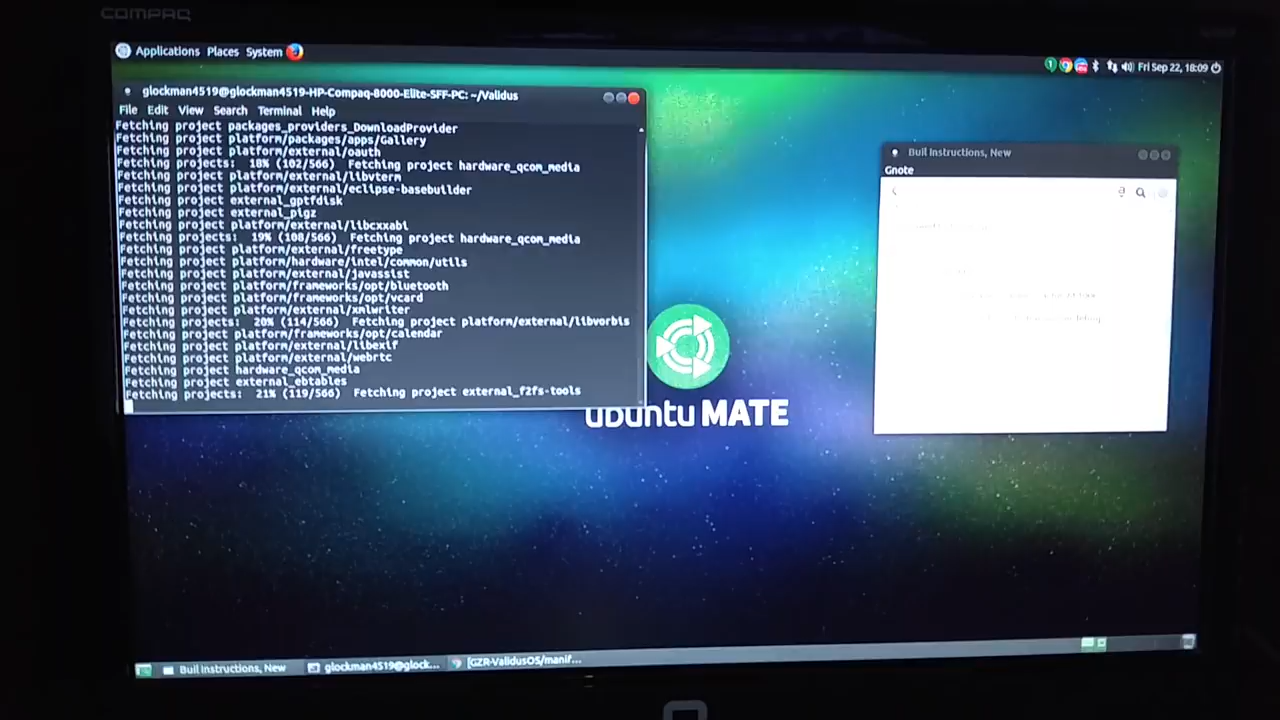 COMPAQ
Applications Places System
Fri Sep 22, 18:09
glockman4519@glockman4519-HP-Compaq-8000-Elite-SFF-PC: ~/Validus
File Edit View Search Terminal Help
Fetching project packages_providers_DownloadProvider
Fetching project platform/packages/apps/Gallery
Fetching project platform/external/oauth
Fetching projects: 18% (102/566) Fetching project hardware_qcom_media
Fetching project platform/external/libvterm
Fetching project platform/external/eclipse-basebuilder
Fetching project external_gptfdisk
Fetching project external_pigz
Fetching project platform/external/libcxxabi
Fetching projects: 19% (108/566) Fetching project hardware_qcom_media
Fetching project platform/external/freetype
Fetching project platform/hardware/intel/common/utils
Fetching project platform/external/javassist
Fetching project platform/frameworks/opt/bluetooth
Fetching project platform/frameworks/opt/vcard
Fetching project platform/external/xmlwriter
Fetching projects: 20% (114/566) Fetching project platform/external/libvorbis
Fetching project platform/frameworks/opt/calendar
Fetching project platform/external/libexif
Fetching project platform/external/webrtc
Fetching project hardware_qcom_media
Fetching project external_ebtables
Fetching projects: 21% (119/566) Fetching project external_f2fs-tools
Buil Instructions, New
Gnote
ubuntu MATE
Buil Instructions, New
glockman4519@glock...
[GZR-ValidusOS/manif...